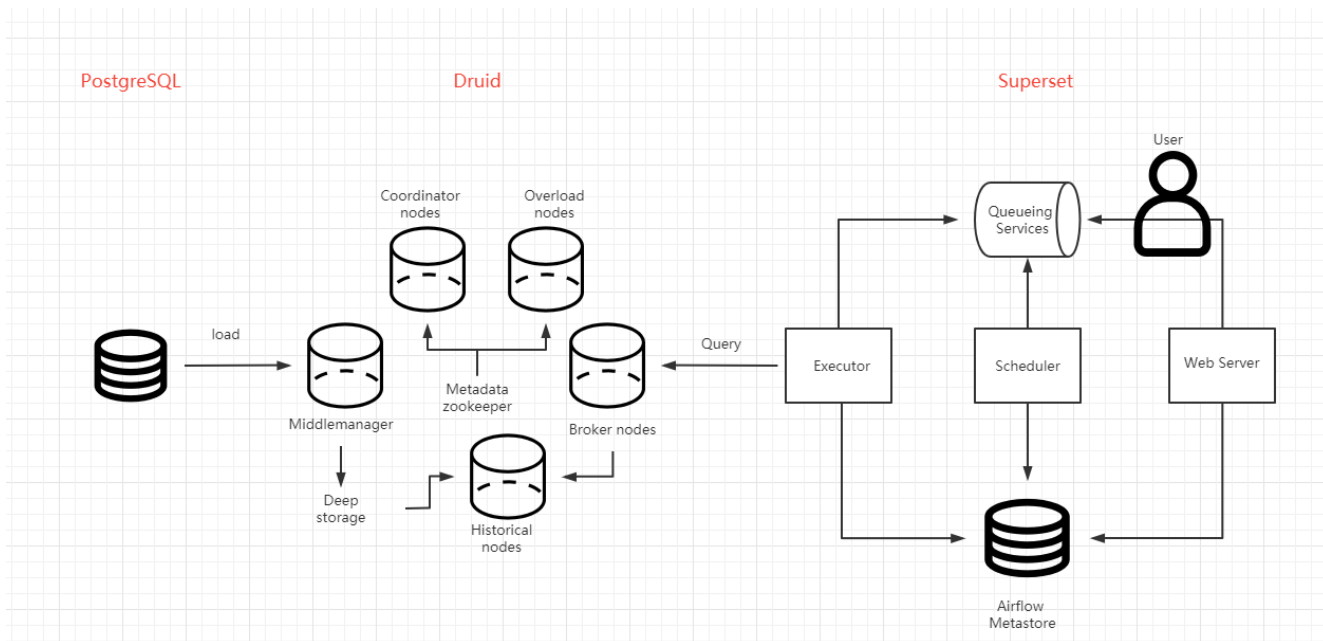 PostgreSQL
Druid
Superset
User
Coordinator
nodes
Overload
nodes
Queueing
Services
load
Query
Executor
Scheduler
Web Server
Metadada
zookeeper
Middlemanager
Broker nodes
Deep
storage
Historical
nodes
Airflow
Metastore